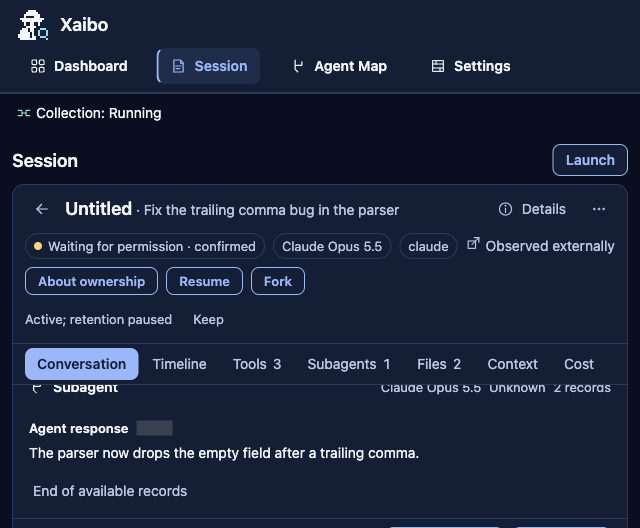 Xaibo
Dashboard Session Agent Map Settings
Collection: Running
Session Launch
Untitled · Fix the trailing comma bug in the parser Details ···
Waiting for permission · confirmed Claude Opus 5.5 claude Observed externally
About ownership Resume Fork
Active; retention paused Keep
Conversation Timeline Tools 3 Subagents 1 Files 2 Context Cost
Subagent Claude Opus 5.5 Unknown 2 records
Agent response
The parser now drops the empty field after a trailing comma.
End of available records